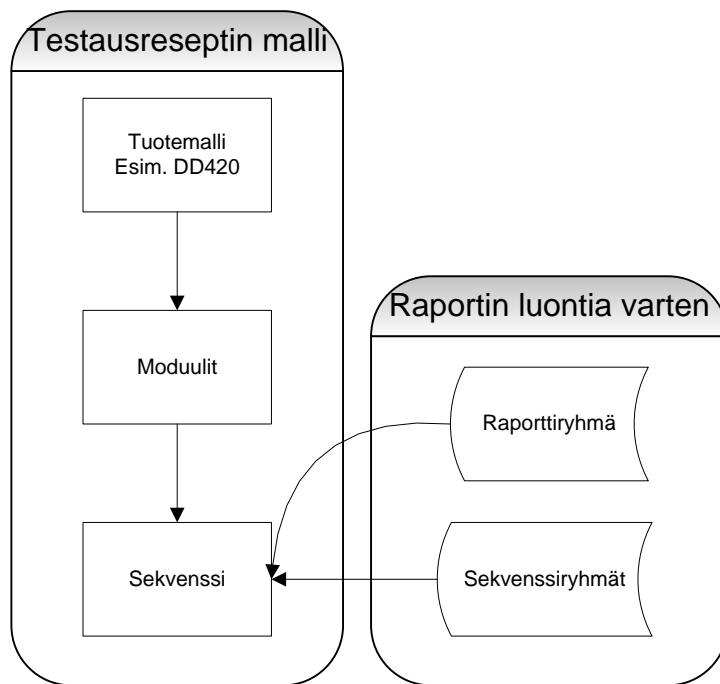 Testausreseptin malli
Tuotemalli
Esim. DD420
Moduulit
Sekvenssi
Raportin luontia varten
Raporttiryhmä
Sekvenssiryhmät